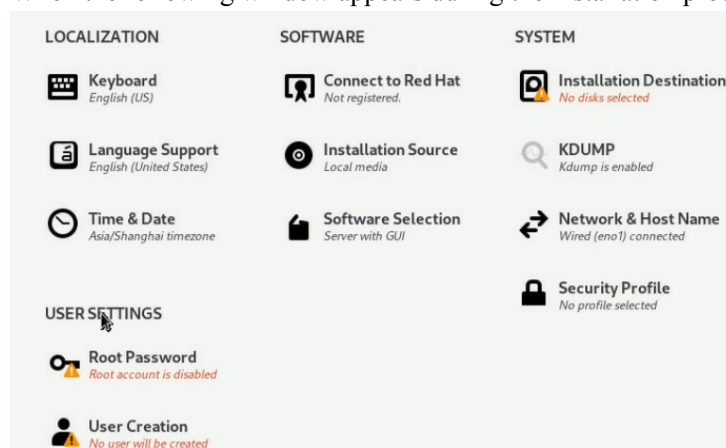 LOCALIZATION
Keyboard
English (US)
Language Support
English (United States)
Time & Date
Asia/Shanghai timezone
USER SETTINGS
Root Password
Root account is disabled
User Creation
No user will be created
SOFTWARE
Connect to Red Hat
Not registered.
Installation Source
Local media
Software Selection
Server with GUI
SYSTEM
Installation Destination
No disks selected
KDUMP
Kdump is enabled
Network & Host Name
Wired (eno1) connected
Security Profile
No profile selected